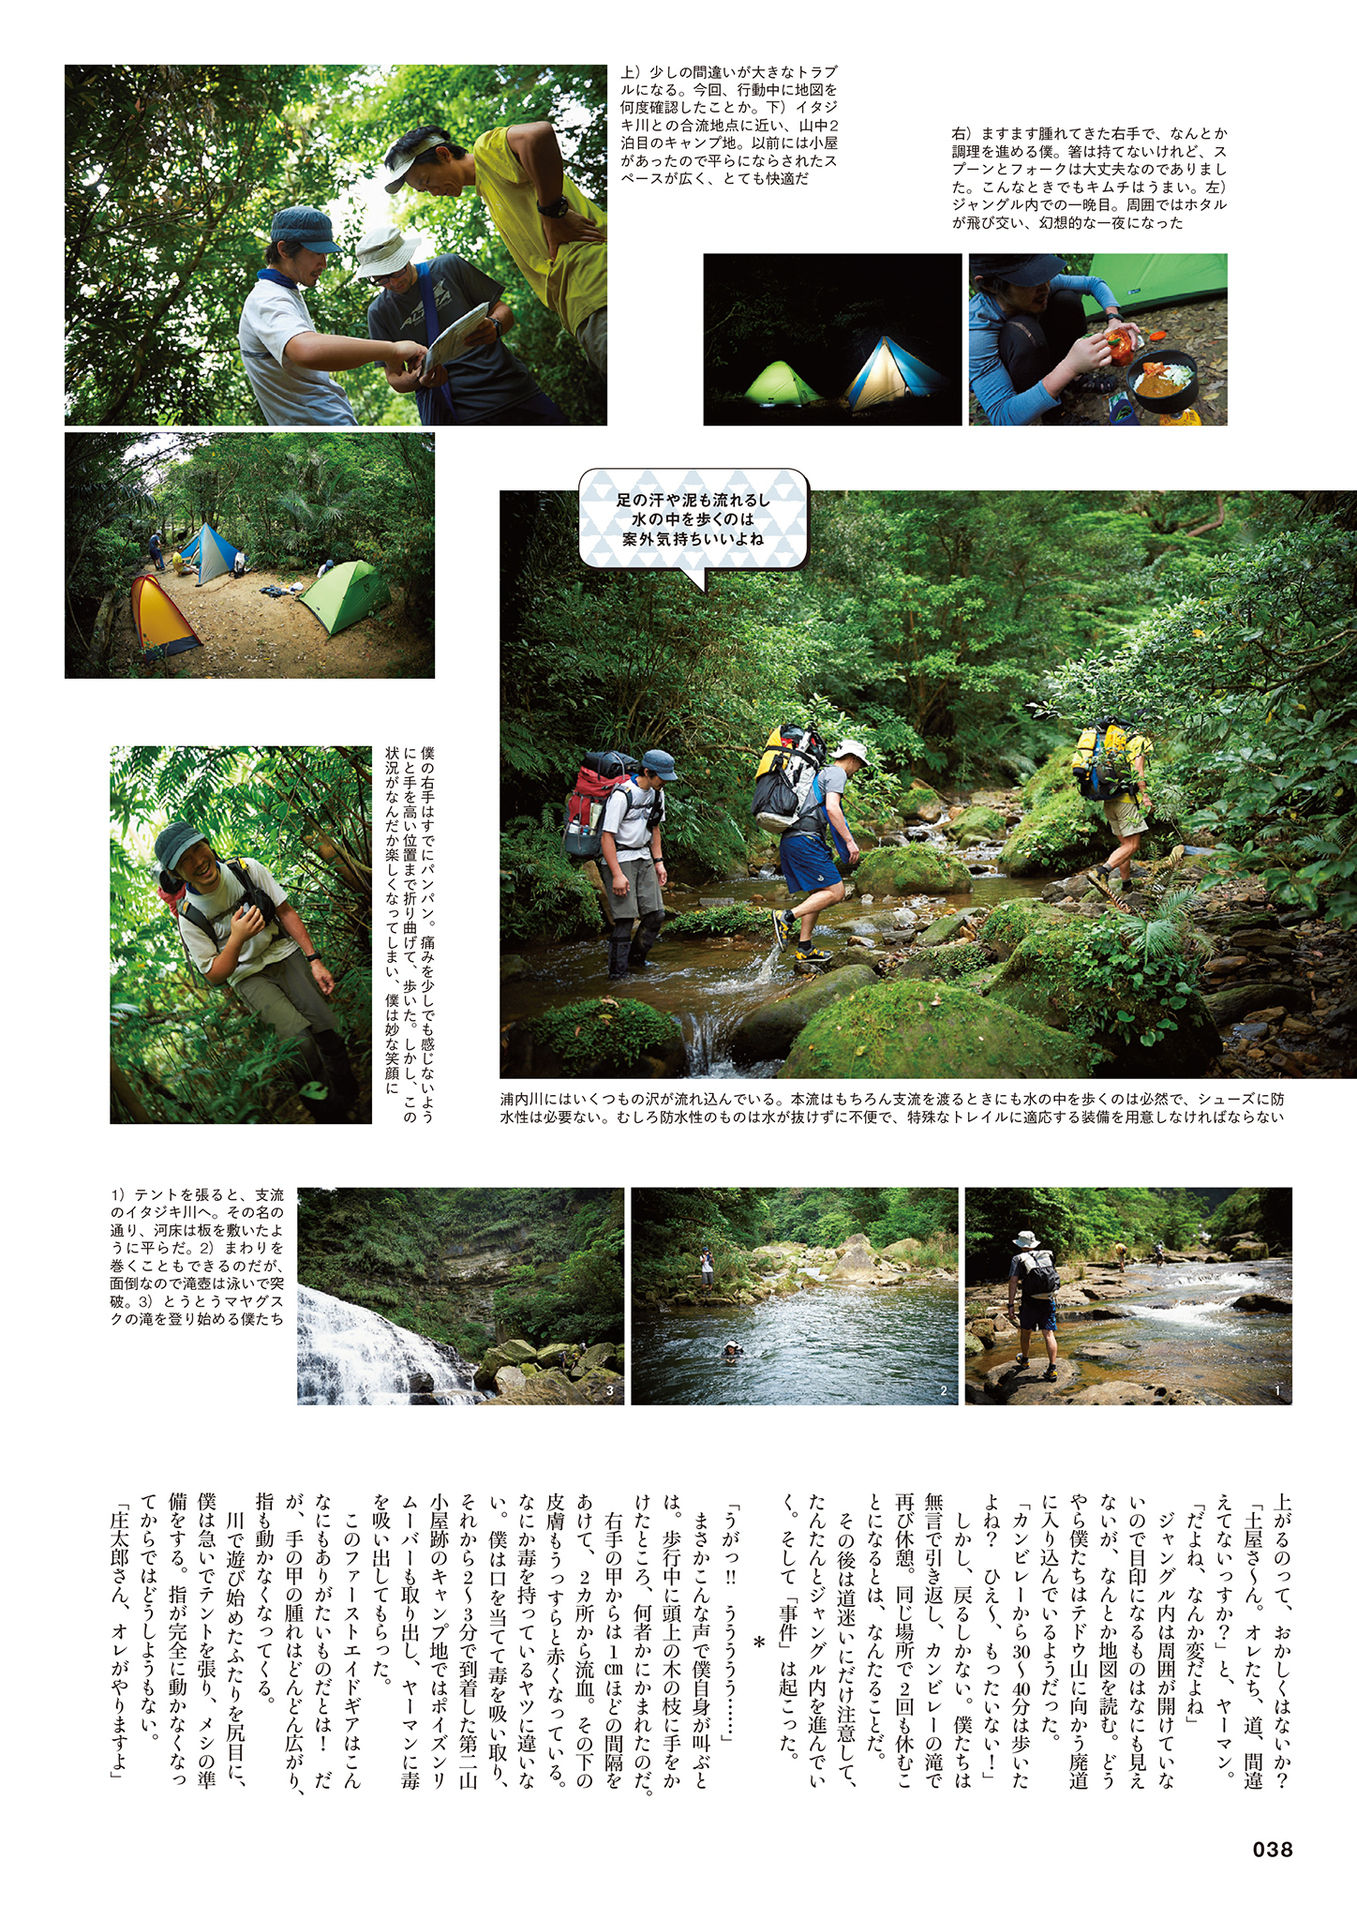 上）少しの間違いが大きなトラブ
ルになる。今回、行動中に地図を
何度確認したことか。下）イタジ
キ川との合流地点に近い、山中2
泊目のキャンプ地。以前には小屋
があったので平らにならされたス
ペースが広く、とても快適だ
右）ますます腫れてきた右手で、なんとか
調理を進める僕。箸は持てないけれど、ス
プーンとフォークは大丈夫なのでありまし
た。こんなときでもキムチはうまい。左）
ジャングル内での一晩目。周囲ではホタル
が飛び交い、幻想的な一夜になった
足の汗や泥も流れるし
水の中を歩くのは
案外気持ちいいよね
僕の右手はすでにパンパン。痛みを少しでも感じないよう
にと手を高い位置まで折り曲げて、歩いた。しかし、この
状況がなんだか楽しくなってしまい、僕は妙な笑顔に
浦内川にはいくつもの沢が流れ込んでいる。本流はもちろん支流を渡るときにも水の中を歩くのは必然で、シューズに防
水性は必要ない。むしろ防水性のものは水が抜けずに不便で、特殊なトレイルに適応する装備を用意しなければならない
1）テントを張ると、支流
のイタジキ川へ。その名の
通り、河床は板を敷いたよ
うに平らだ。2）まわりを
巻くこともできるのだが、
面倒なので滝壺は泳いで突
破。3）とうとうマヤグス
クの滝を登り始める僕たち
3
2
1
上がるのって、おかしくはないか？
「土屋さ〜ん。オレたち、道、間違
えてないっすか？」と、ヤーマン。
「だよね、なんか変だよね」
ジャングル内は周囲が開けていな
いので目印になるものはなにも見え
ないが、なんとか地図を読む。どう
やら僕たちはテドウ山に向かう廃道
に入り込んでいるようだった。
「カンビレーから30〜40分は歩いた
よね？　ひえ〜、もったいない！」
しかし、戻るしかない。僕たちは
無言で引き返し、カンビレーの滝で
再び休憩。同じ場所で2回も休むこ
とになるとは、なんたることだ。
その後は道迷いにだけ注意して、
たんたんとジャングル内を進んでい
く。そして「事件」は起こった。
＊
「うがっ!!　ううううう……」
まさかこんな声で僕自身が叫ぶと
は。歩行中に頭上の木の枝に手をか
けたところ、何者かにかまれたのだ。
右手の甲からは1㎝ほどの間隔を
あけて、2カ所から流血。その下の
皮膚もうっすらと赤くなっている。
なにか毒を持っているヤツに違いな
い。僕は口を当てて毒を吸い取り、
それから2〜3分で到着した第二山
小屋跡のキャンプ地ではポイズンリ
ムーバーも取り出し、ヤーマンに毒
を吸い出してもらった。
このファーストエイドギアはこん
なにもありがたいものだとは！　だ
が、手の甲の腫れはどんどん広がり、
指も動かなくなってくる。
川で遊び始めたふたりを尻目に、
僕は急いでテントを張り、メシの準
備をする。指が完全に動かなくなっ
てからではどうしようもない。
「庄太郎さん、オレがやりますよ」
038